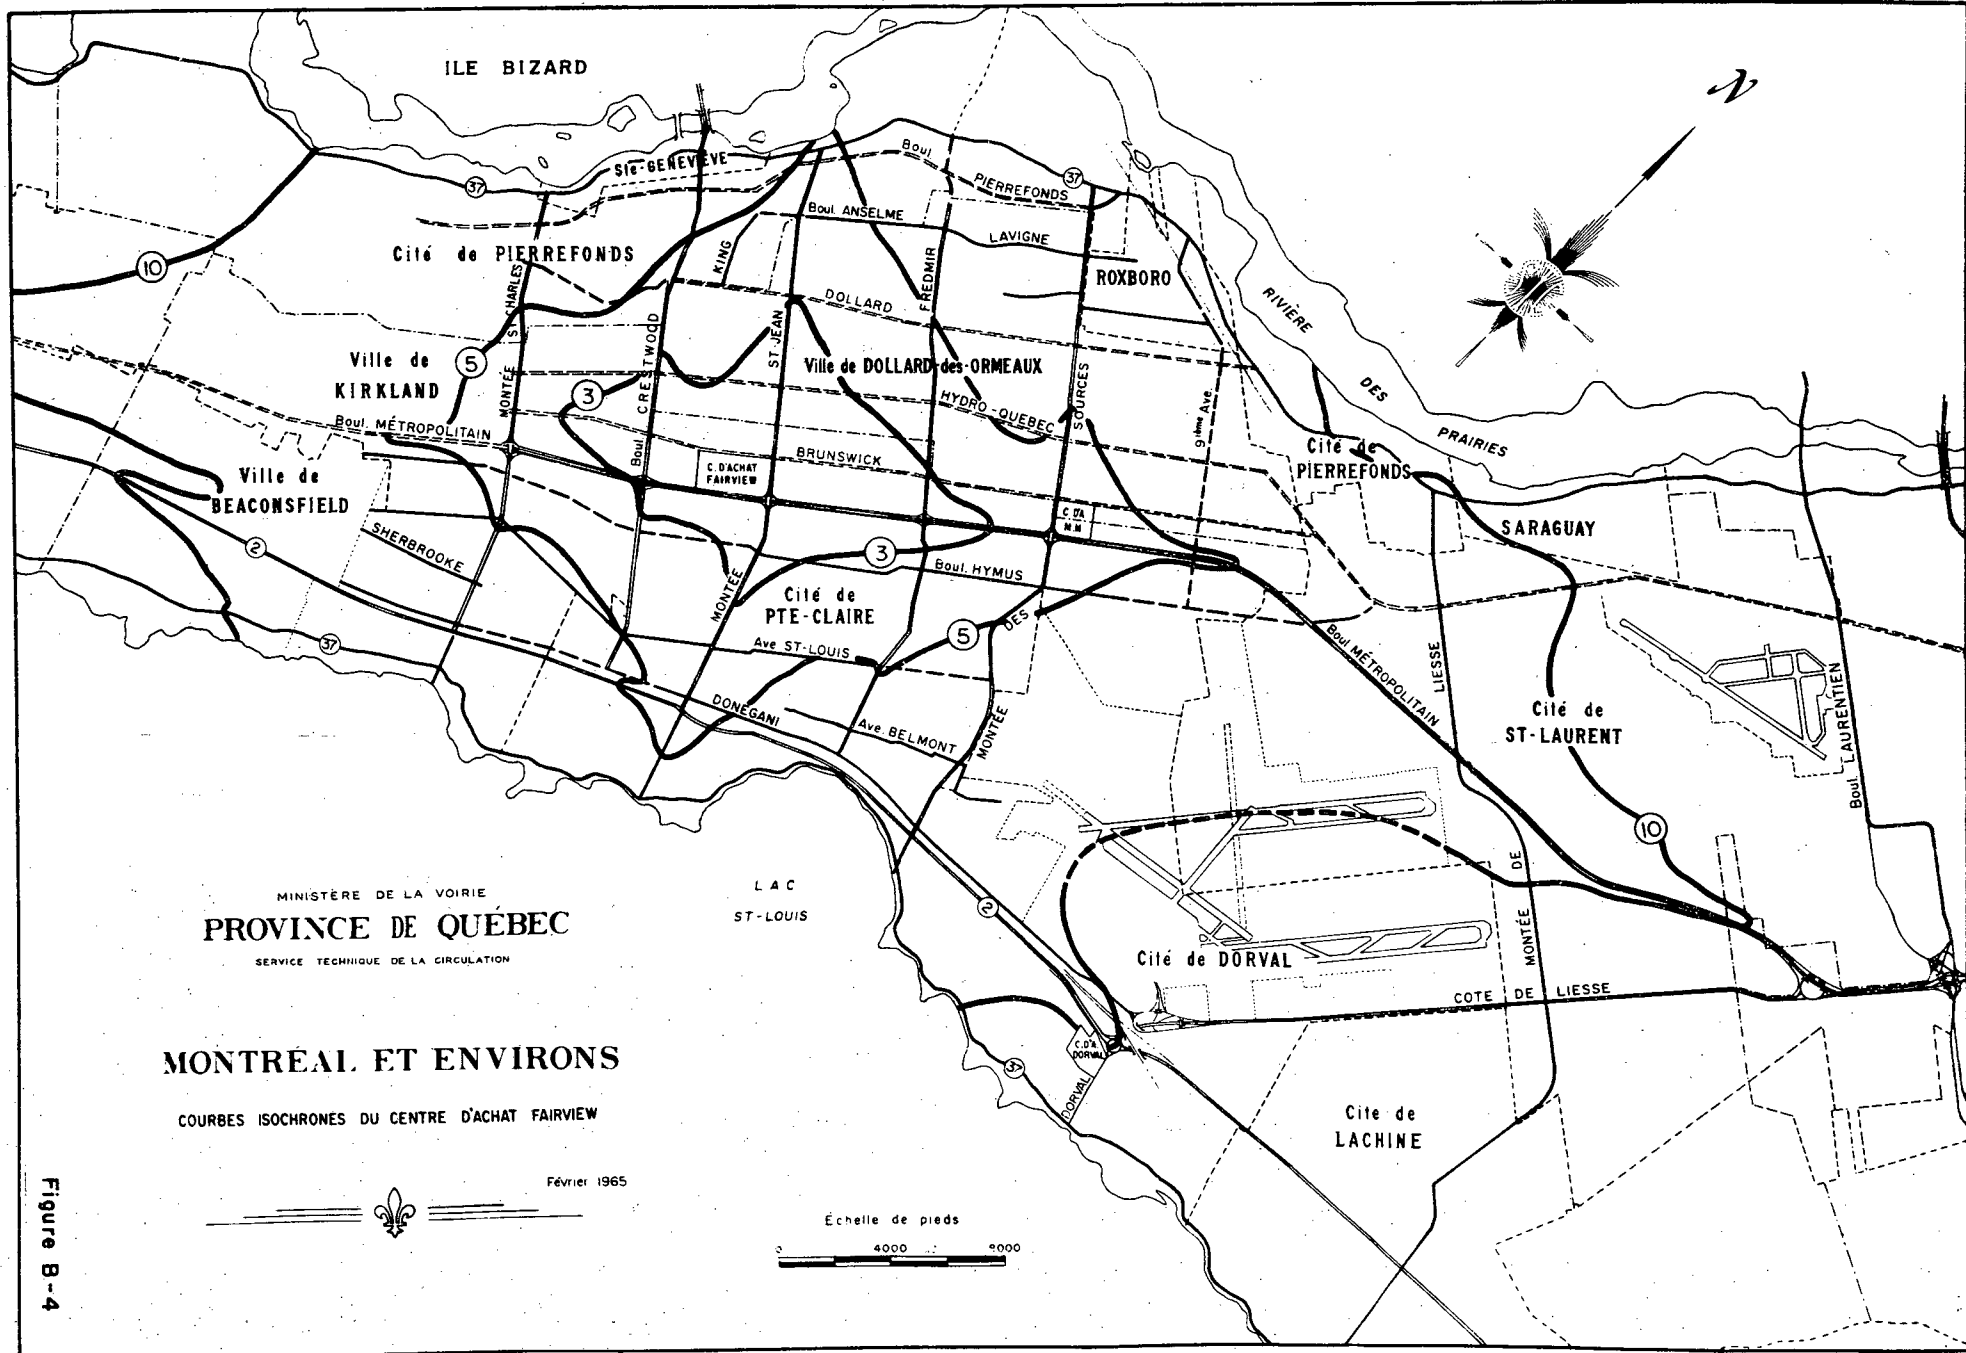 ILE BIZARD
N
Ste-GENEVIÈVE
37
Boul.
PIERREFONDS
37
Boul. ANSELME
LAVIGNE
Cité de PIERREFONDS
KING
ROXBORO
10
ST-CHARLES
DOLLARD
FREDMIR
RIVIÈRE
DES
PRAIRIES
Ville de
KIRKLAND
5
3
CRESTWOOD
Boul.
ST-JEAN
Ville de DOLLARD-des-ORMEAUX
SOURCES
HYDRO-QUEBEC
9ième Ave.
MONTÉE
Boul. MÉTROPOLITAIN
BRUNSWICK
C. D'ACHAT
FAIRVIEW
C. D'A
M.M
Cité de
PIERREFONDS
SARAGUAY
Ville de
BEACONSFIELD
SHERBROOKE
2
3
Boul. HYMUS
MONTÉE
Cité de
PTE-CLAIRE
5
DES
Ave ST-LOUIS
37
DONEGANI
Ave. BELMONT
MONTÉE
Boul. MÉTROPOLITAIN
LIESSE
Cité de
ST-LAURENT
Boul. LAURENTIEN
10
MONTÉE DE
LAC
ST-LOUIS
2
Cité de DORVAL
COTE DE LIESSE
C.D'A.
DORVAL
37
DORVAL
Cite de
LACHINE
MINISTÈRE DE LA VOIRIE
PROVINCE DE QUÉBEC
SERVICE TECHNIQUE DE LA CIRCULATION
MONTRÉAL ET ENVIRONS
COURBES ISOCHRONES DU CENTRE D'ACHAT FAIRVIEW
Février 1965
Échelle de pieds
0 4000 8000
Figure B-4